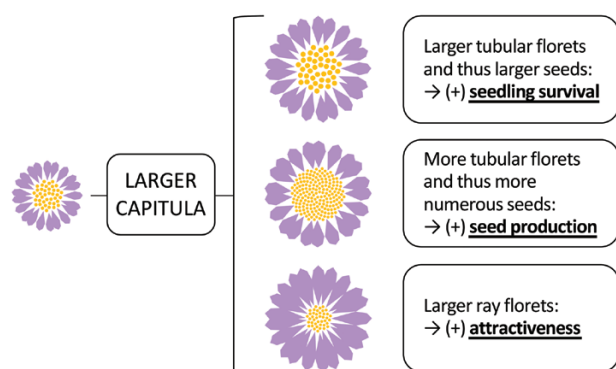 LARGER
CAPITULA
Larger tubular florets
and thus larger seeds:
→ (+) seedling survival
More tubular florets
and thus more
numerous seeds:
→ (+) seed production
Larger ray florets:
→ (+) attractiveness